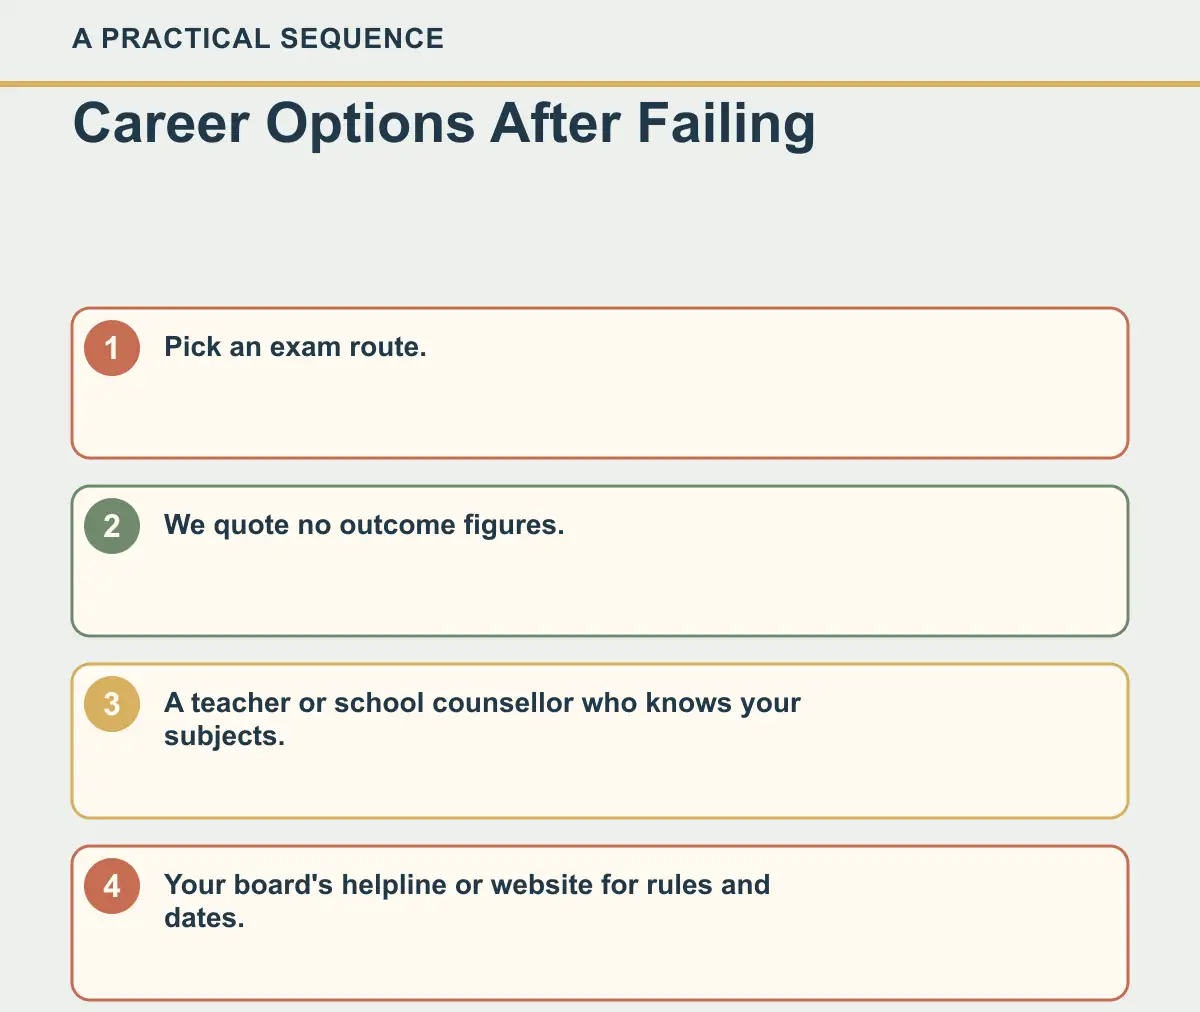 A PRACTICAL SEQUENCE
Career Options After Failing
1
Pick an exam route.
2
We quote no outcome figures.
3
A teacher or school counsellor who knows your
subjects.
4
Your board's helpline or website for rules and
dates.